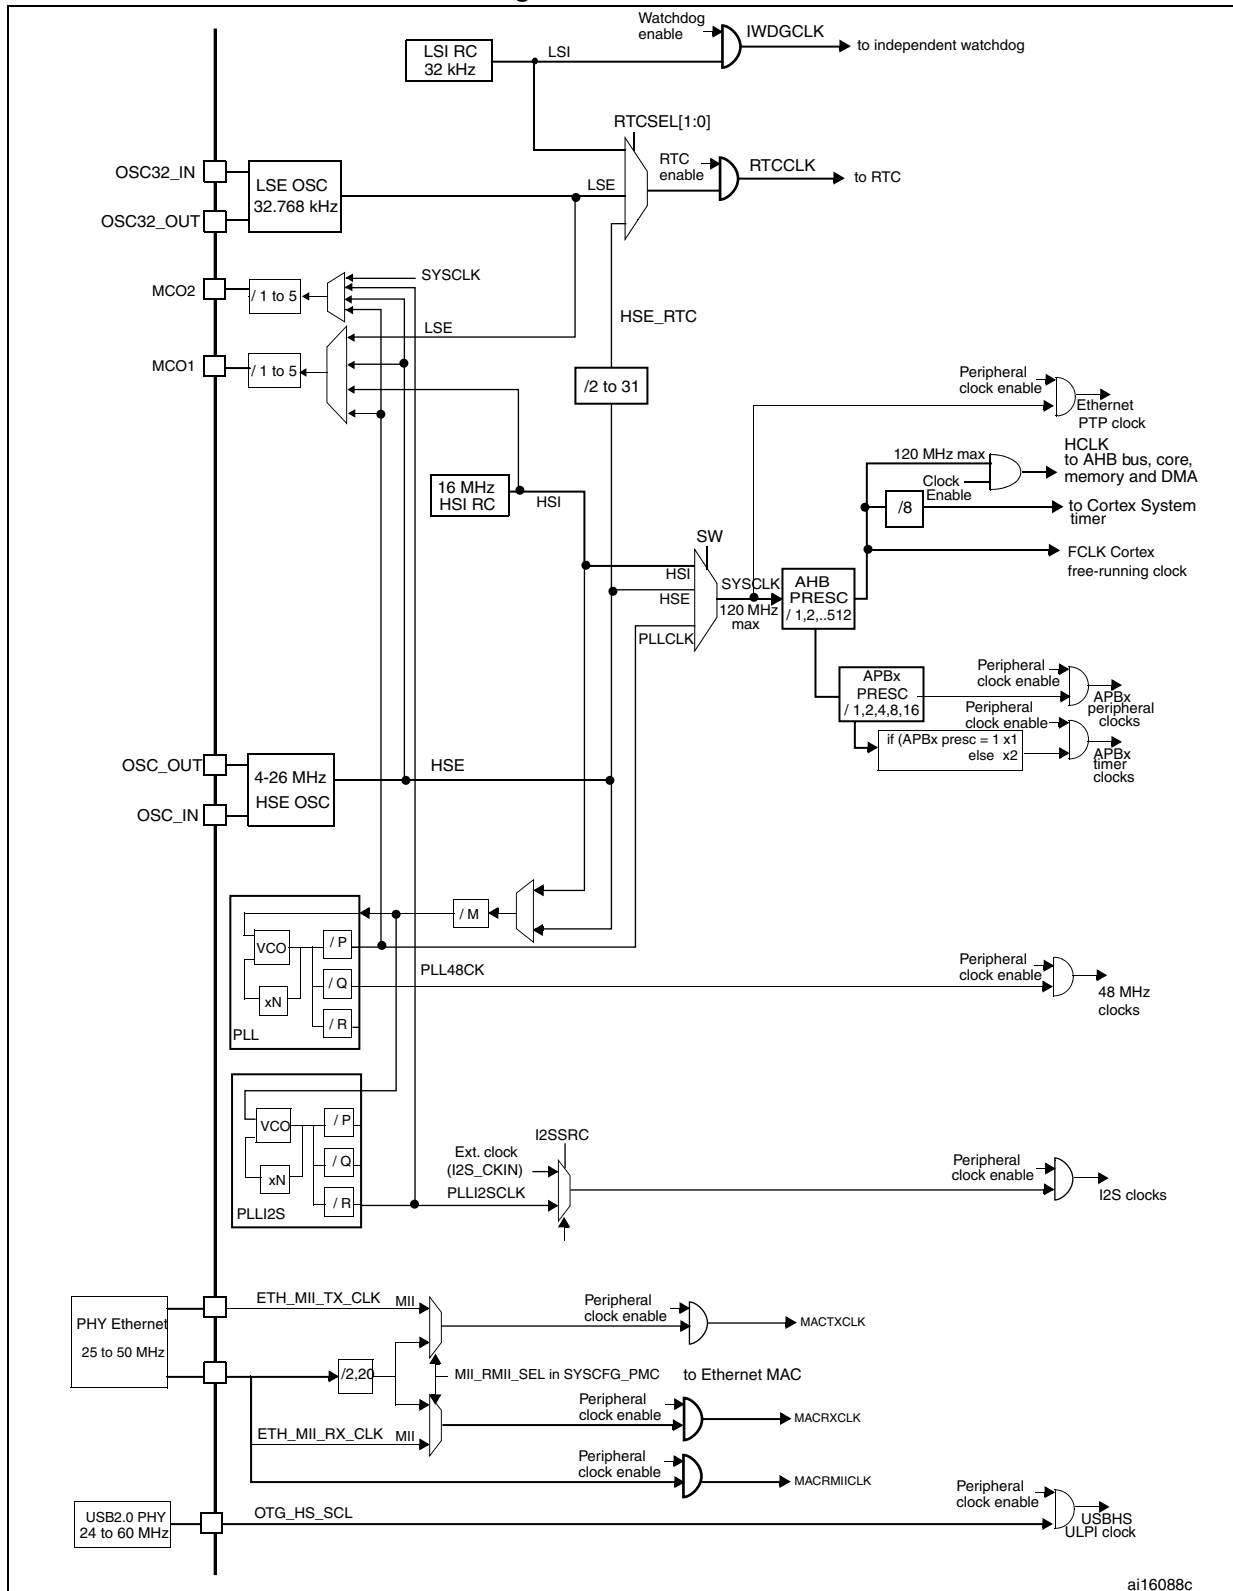 Watchdog
enable
IWDGCLK
to independent watchdog
LSI RC
32 kHz
LSI
RTCSEL[1:0]
OSC32_IN
OSC32_OUT
LSE OSC
32.768 kHz
LSE
RTC
enable
RTCCLK
to RTC
SYSCLK
MCO2
/ 1 to 5
LSE
HSE_RTC
MCO1
/ 1 to 5
/2 to 31
Peripheral
clock enable
Ethernet
PTP clock
120 MHz max
HCLK
to AHB bus, core,
memory and DMA
Clock
Enable
16 MHz
HSI RC
HSI
/8
to Cortex System
timer
SW
FCLK Cortex
free-running clock
HSI
HSE
PLLCLK
SYSCLK
120 MHz
max
AHB
PRESC
/ 1,2,..512
APBx
PRESC
/ 1,2,4,8,16
Peripheral
clock enable
APBx
peripheral
clocks
Peripheral
clock enable
if (APBx presc = 1 x1
else x2
APBx
timer
clocks
OSC_OUT
OSC_IN
4-26 MHz
HSE OSC
HSE
/ M
VCO
/ P
xN
/ Q
/ R
PLL
PLL48CK
Peripheral
clock enable
48 MHz
clocks
VCO
/ P
xN
/ Q
/ R
PLLI2S
I2SSRC
Ext. clock
(I2S_CKIN)
PLLI2SCLK
Peripheral
clock enable
I2S clocks
PHY Ethernet
25 to 50 MHz
ETH_MII_TX_CLK
MII
Peripheral
clock enable
MACTXCLK
/2,20
MII_RMII_SEL in SYSCFG_PMC
to Ethernet MAC
Peripheral
clock enable
MACRXCLK
ETH_MII_RX_CLK
MII
Peripheral
clock enable
MACRMIICLK
USB2.0 PHY
24 to 60 MHz
OTG_HS_SCL
Peripheral
clock enable
USBHS
ULPI clock
ai16088c